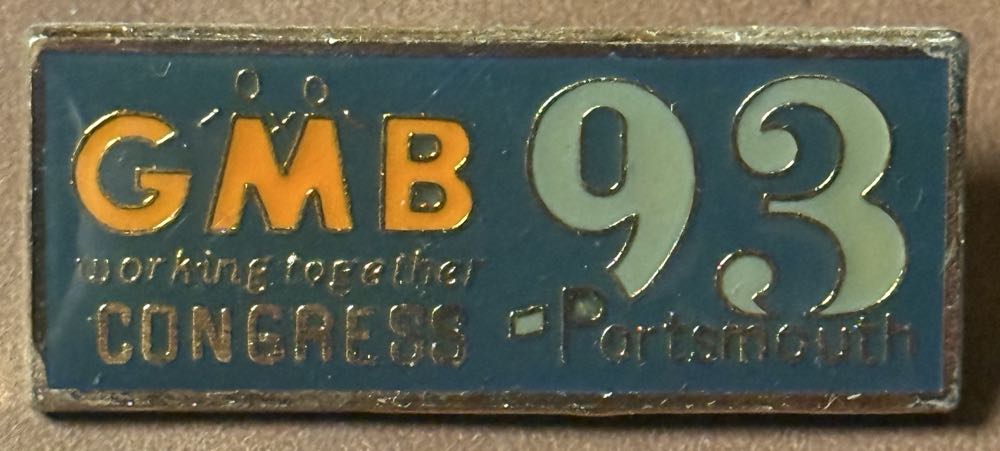 GMB 93
working together
CONGRESS - Portsmouth